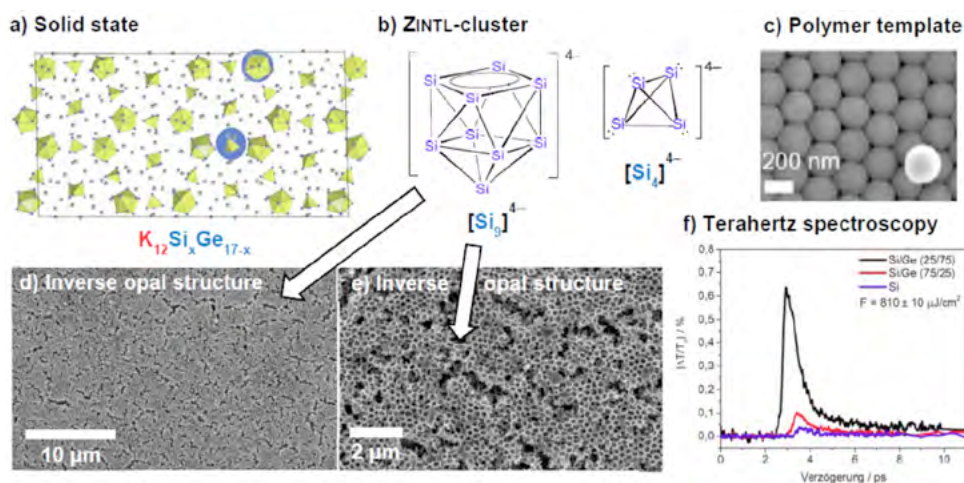 a) Solid state
b) ZINTL-cluster
c) Polymer template
4–
4–
Si
Si
Si
Si
Si
Si
Si
Si
Si
Si
Si
Si
Si
[Si₄]⁴⁻
[Si₉]⁴⁻
200 nm
K₁₂SiₓGe₁₇₋ₓ
d) Inverse opal structure
10 µm
e) Inverse opal structure
2 µm
f) Terahertz spectroscopy
Si/Ge (25/75)
Si/Ge (75/25)
Si
F = 810 ± 10 µJ/cm²
|ΔT/T₀| / %
0,8
0,7
0,6
0,5
0,4
0,3
0,2
0,1
0,0
0
2
4
6
8
10
Verzögerung / ps